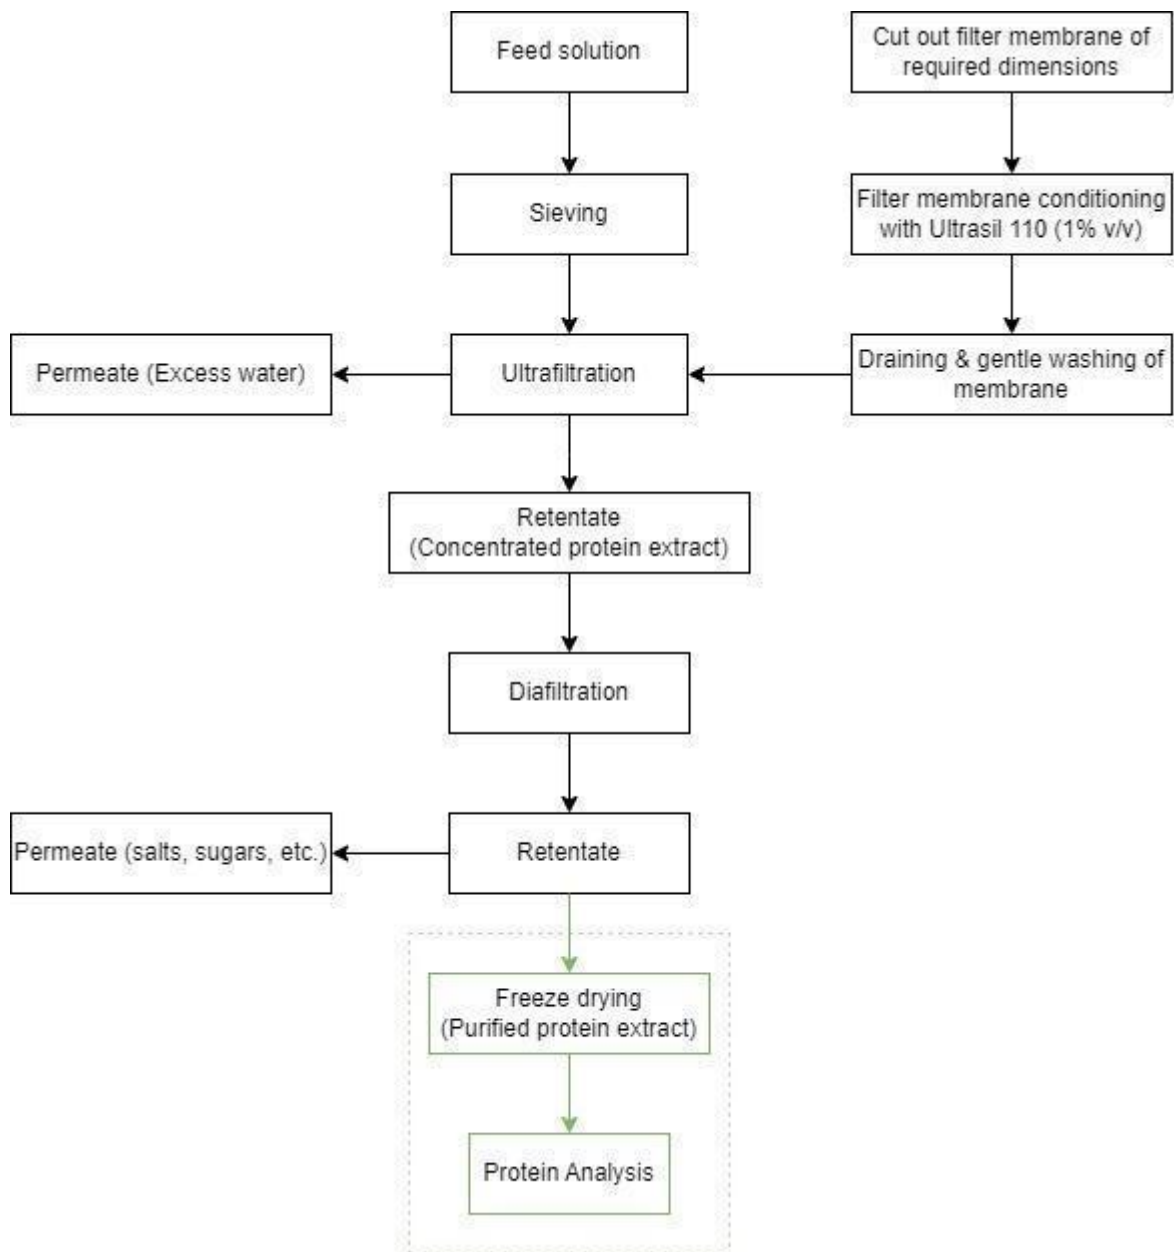 Feed solution
Cut out filter membrane of
required dimensions
Sieving
Filter membrane conditioning
with Ultrasil 110 (1% v/v)
Permeate (Excess water)
Ultrafiltration
Draining & gentle washing of
membrane
Retentate
(Concentrated protein extract)
Diafiltration
Permeate (salts, sugars, etc.)
Retentate
Freeze drying
(Purified protein extract)
Protein Analysis